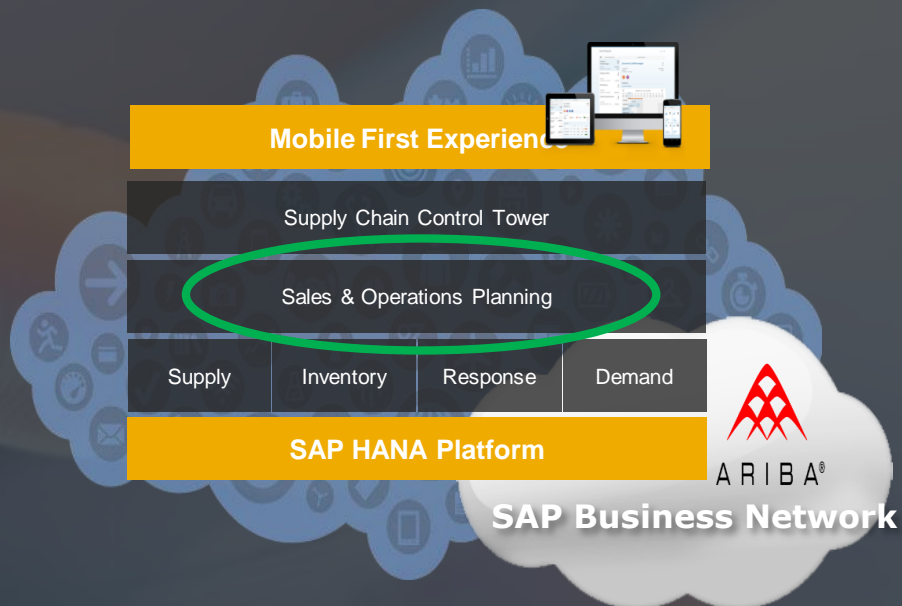 Mobile First Experience
Supply Chain Control Tower
Sales & Operations Planning
Supply Inventory Response Demand
SAP HANA Platform
ARIBA®
SAP Business Network